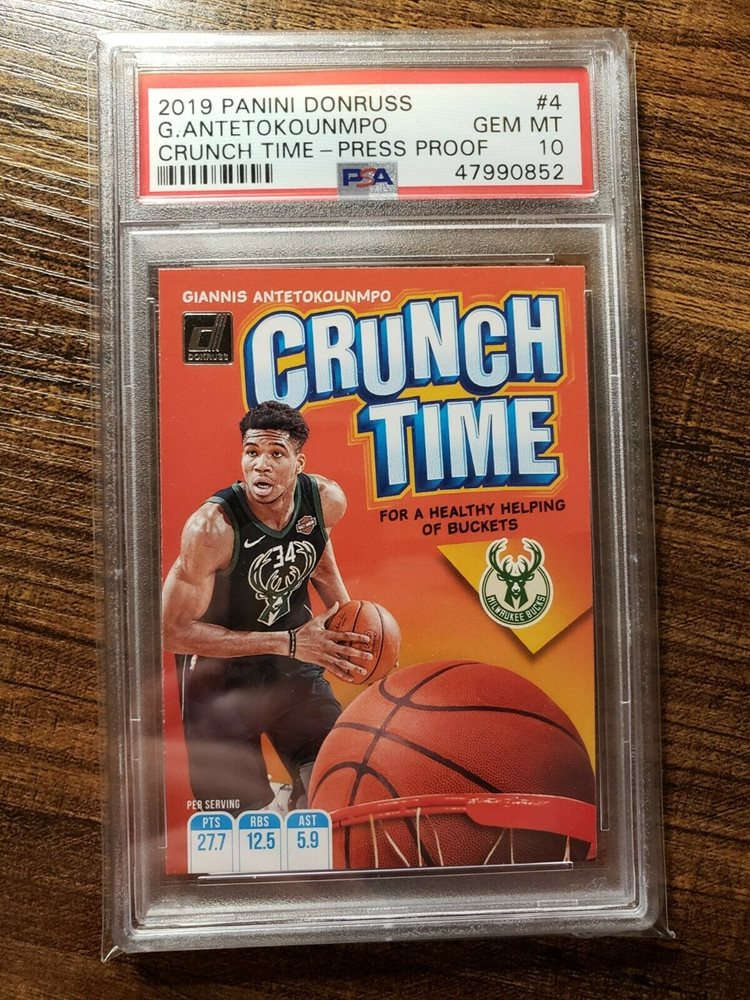 2019 PANINI DONRUSS #4
G.ANTETOKOUNMPO GEM MT
CRUNCH TIME - PRESS PROOF 10
PSA 47990852
GIANNIS ANTETOKOUNMPO
DONRUSS
CRUNCH
TIME
FOR A HEALTHY HELPING
OF BUCKETS
34
MILWAUKEE BUCKS
PER SERVING
PTS RBS AST
27.7 12.5 5.9